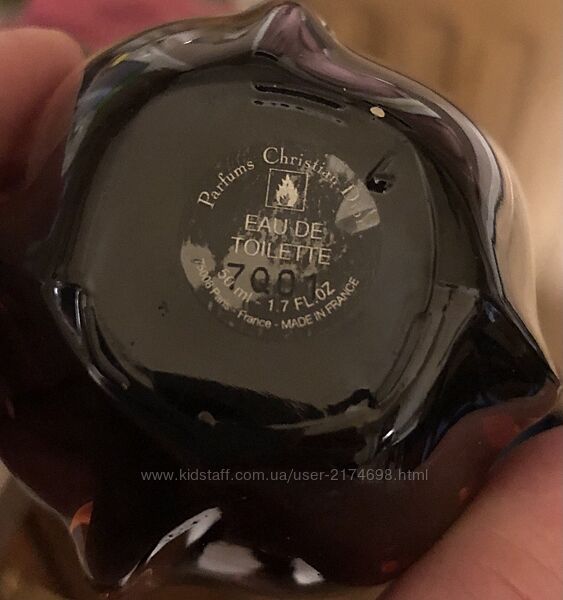 Parfums Christian Dior
EAU DE
TOILETTE
7Q01
50 ml - 1.7 FL.OZ
75008 Paris - France - MADE IN FRANCE
www.kidstaff.com.ua/user-2174698.html